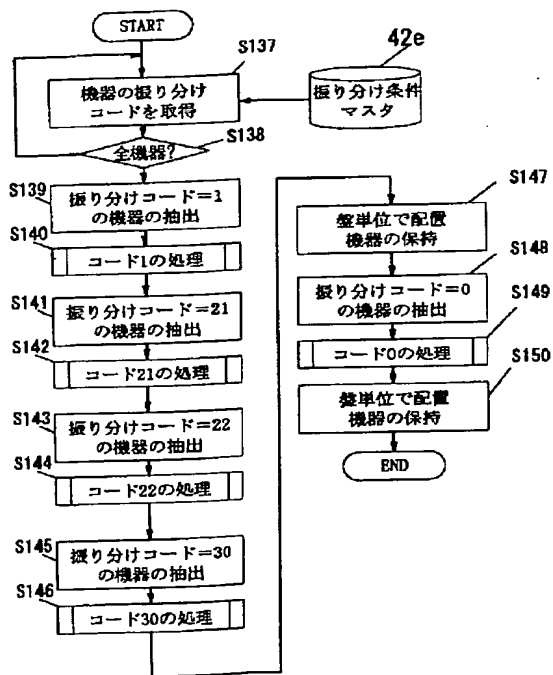 START
S137
機器の振り分け
コードを取得
42e
振り分け条件
マスタ
S138
全機器?
S139
振り分けコード=1
の機器の抽出
S140
コード1の処理
S141
振り分けコード=21
の機器の抽出
S142
コード21の処理
S143
振り分けコード=22
の機器の抽出
S144
コード22の処理
S145
振り分けコード=30
の機器の抽出
S146
コード30の処理
S147
盤単位で配置
機器の保持
S148
振り分けコード=0
の機器の抽出
S149
コード0の処理
S150
盤単位で配置
機器の保持
END